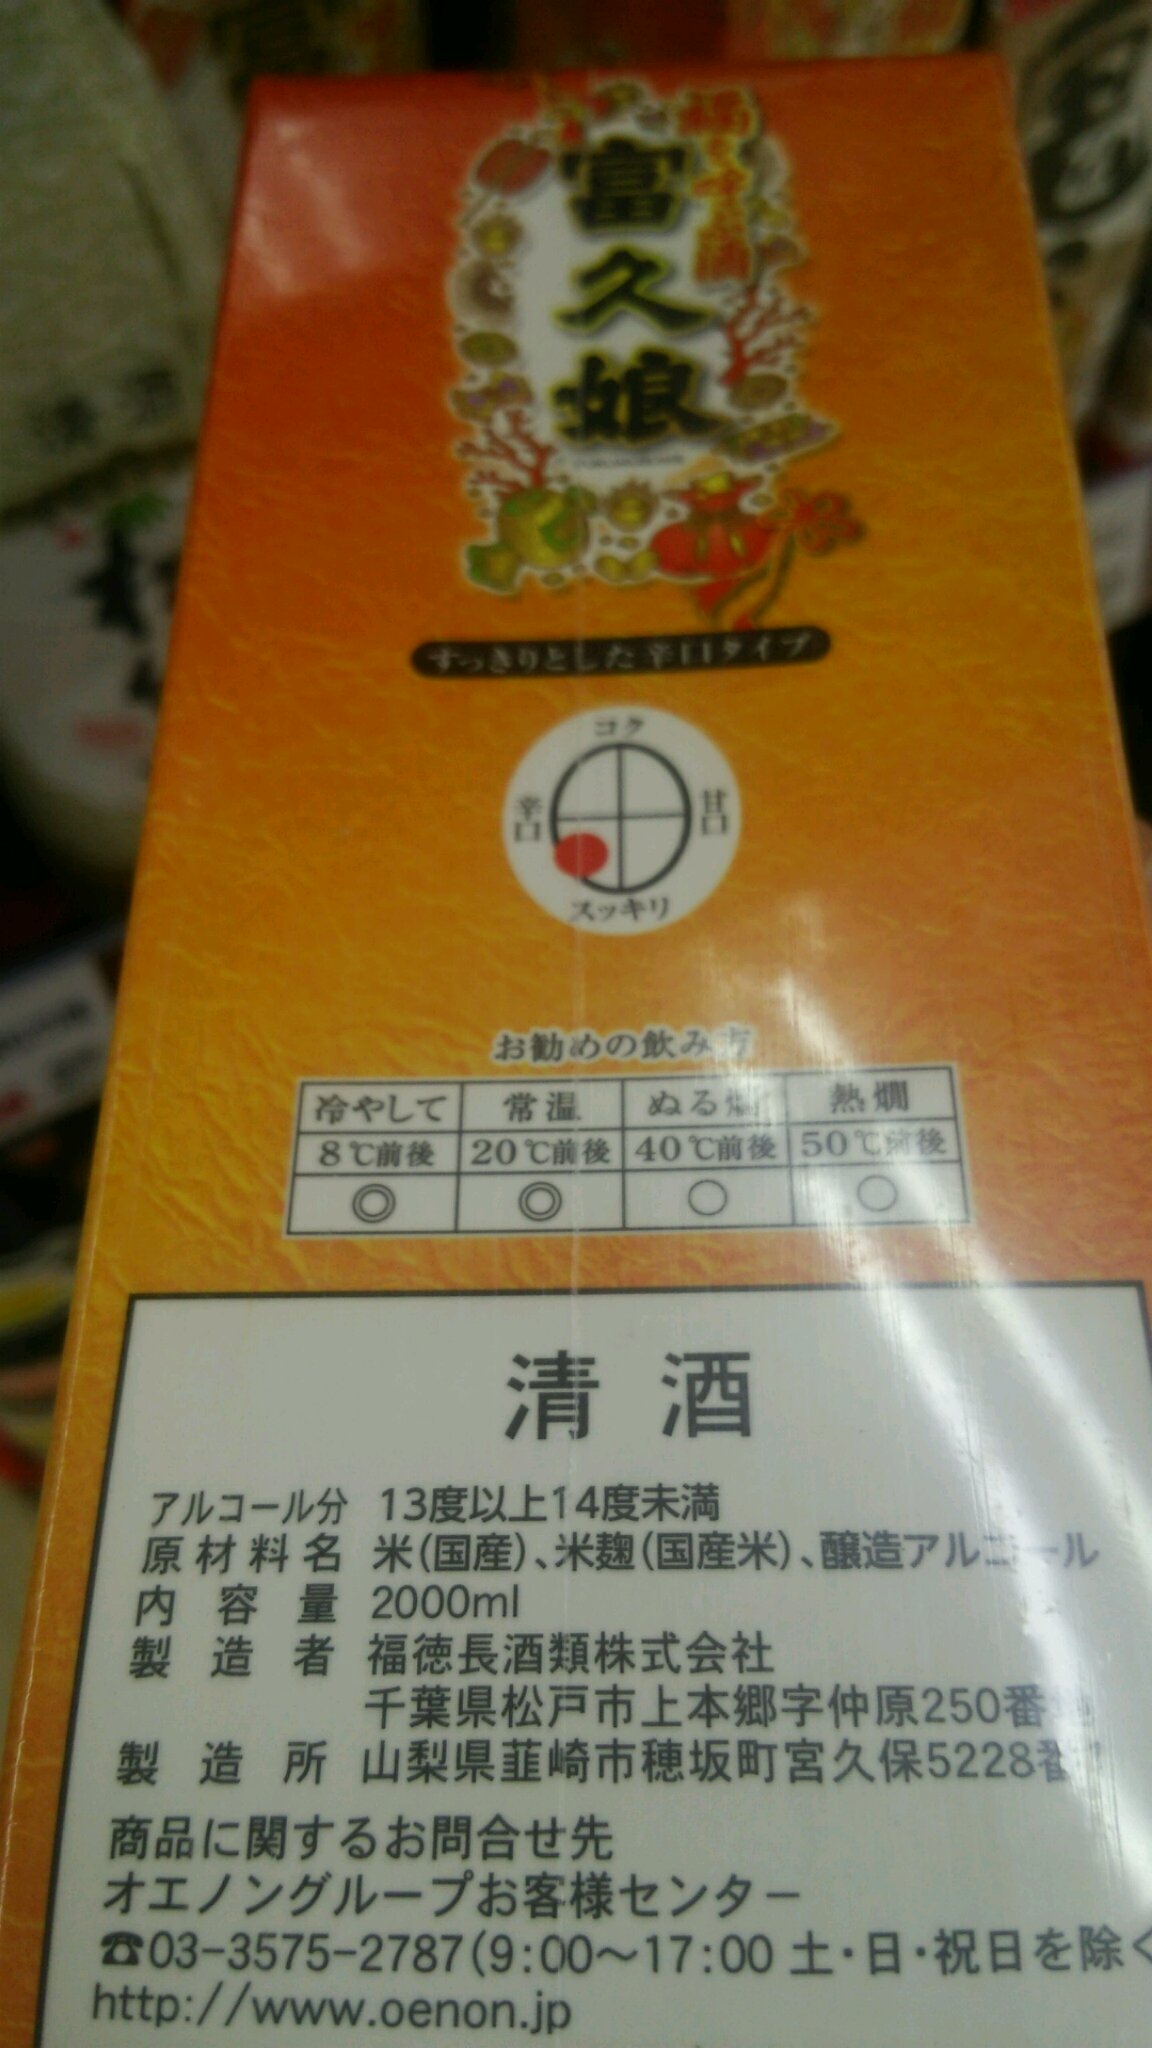 富久娘
すっきりとした辛口タイプ
コク
辛口
甘口
スッキリ
お勧めの飲み方
冷やして 常温 ぬる燗 熱燗
8℃前後 20℃前後 40℃前後 50℃前後
◎ ◎ ○ ○
清酒
アルコール分 13度以上14度未満
原材料名 米(国産)、米麹(国産米)、醸造アルコール
内容量 2000ml
製造者 福徳長酒類株式会社
千葉県松戸市上本郷字仲原250番
製造所 山梨県韮崎市穂坂町宮久保5228番
商品に関するお問合せ先
オエノングループお客様センター
☎03-3575-2787(9:00〜17:00 土・日・祝日を除く
http://www.oenon.jp